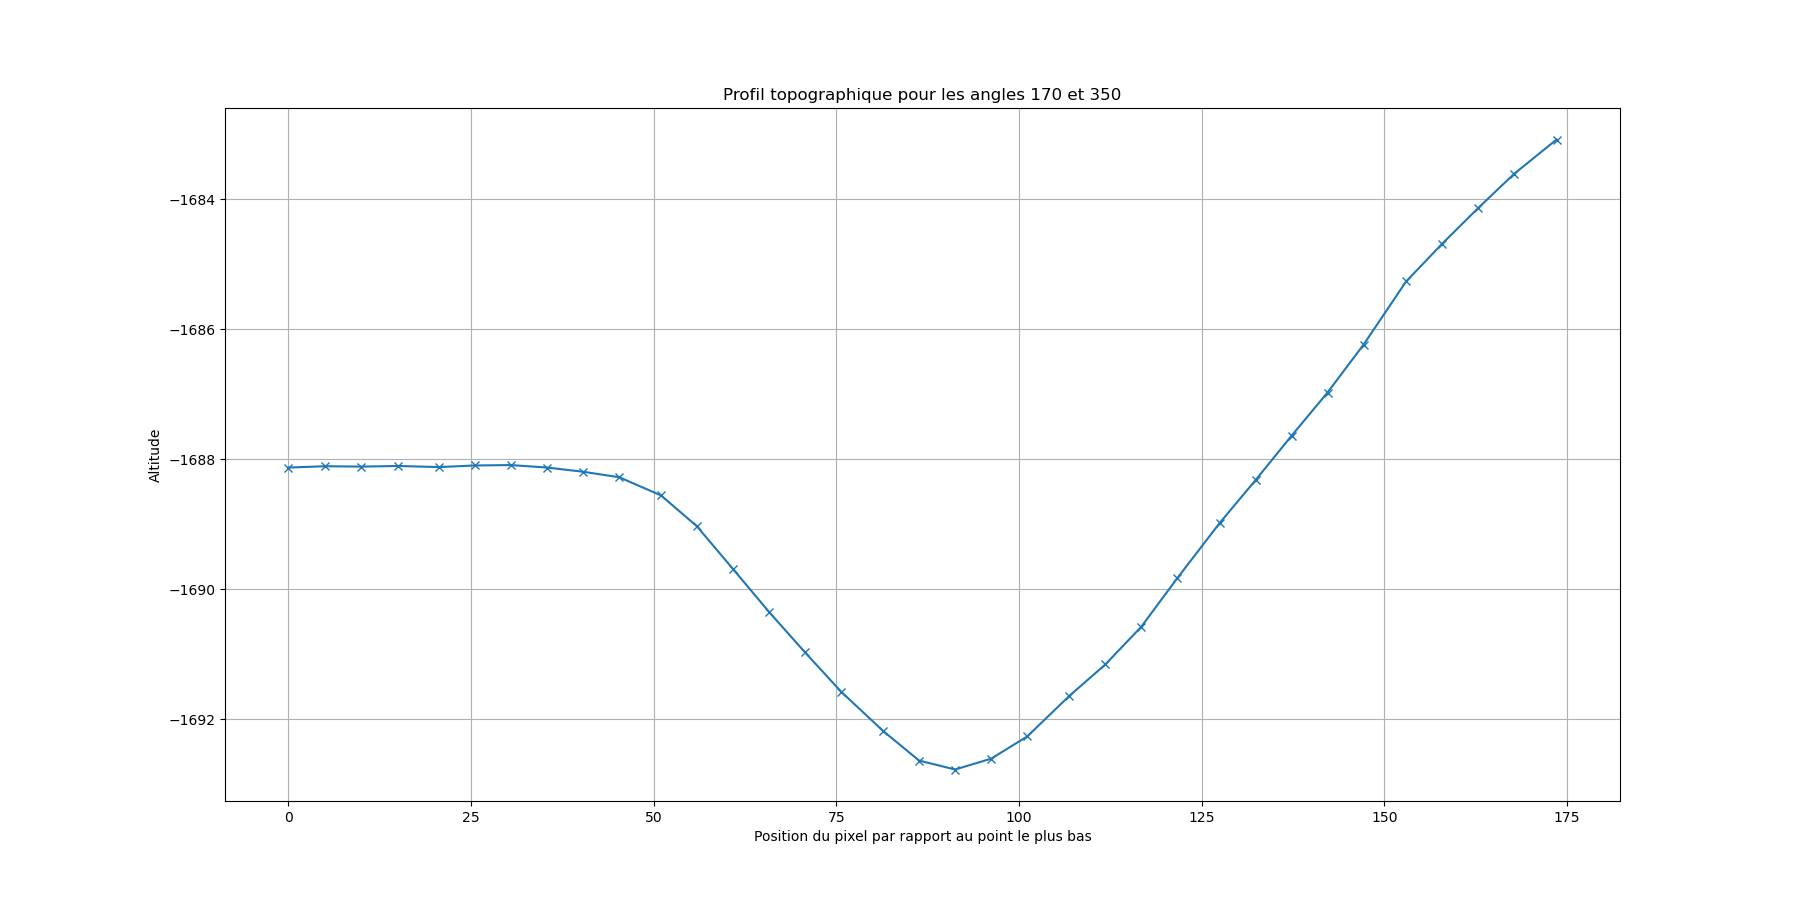 Profil topographique pour les angles 170 et 350
Altitude
−1684
−1686
−1688
−1690
−1692
0 25 50 75 100 125 150 175
Position du pixel par rapport au point le plus bas